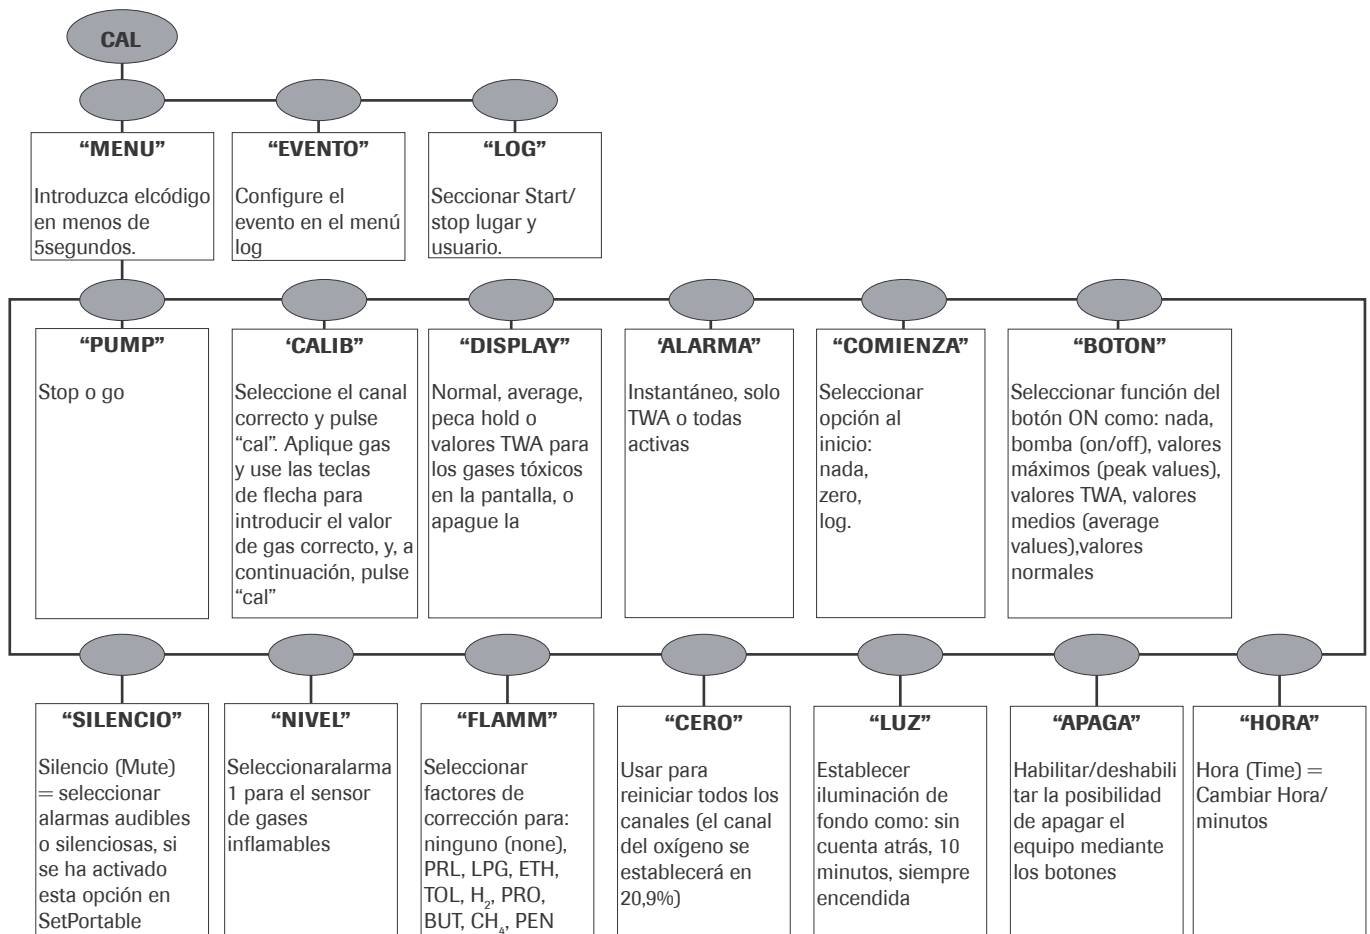 CAL
“MENU”
Introduzca elcódigo
en menos de
5segundos.
“EVENTO”
Configure el
evento en el menú
log
“LOG”
Seccionar Start/
stop lugar y
usuario.
“PUMP”
Stop o go
‘CALIB”
Seleccione el canal
correcto y pulse
“cal”. Aplique gas
y use las teclas
de flecha para
introducir el valor
de gas correcto, y, a
continuación, pulse
“cal”
“DISPLAY”
Normal, average,
peca hold o
valores TWA para
los gases tóxicos
en la pantalla, o
apague la
‘ALARMA”
Instantáneo, solo
TWA o todas
activas
“COMIENZA”
Seleccionar
opción al
inicio:
nada,
zero,
log.
“BOTON”
Seleccionar función del
botón ON como: nada,
bomba (on/off), valores
máximos (peak values),
valores TWA, valores
medios (average
values),valores
normales
“SILENCIO”
Silencio (Mute)
= seleccionar
alarmas audibles
o silenciosas, si
se ha activado
esta opción en
SetPortable
“NIVEL”
Seleccionaralarma
1 para el sensor
de gases
inflamables
“FLAMM”
Seleccionar
factores de
corrección para:
ninguno (none),
PRL, LPG, ETH,
TOL, H₂, PRO,
BUT, CH₄, PEN
“CERO”
Usar para
reiniciar todos los
canales (el canal
del oxígeno se
establecerá en
20,9%)
“LUZ”
Establecer
iluminación de
fondo como: sin
cuenta atrás, 10
minutos, siempre
encendida
“APAGA”
Habilitar/deshabili
tar la posibilidad
de apagar el
equipo mediante
los botones
“HORA”
Hora (Time) =
Cambiar Hora/
minutos